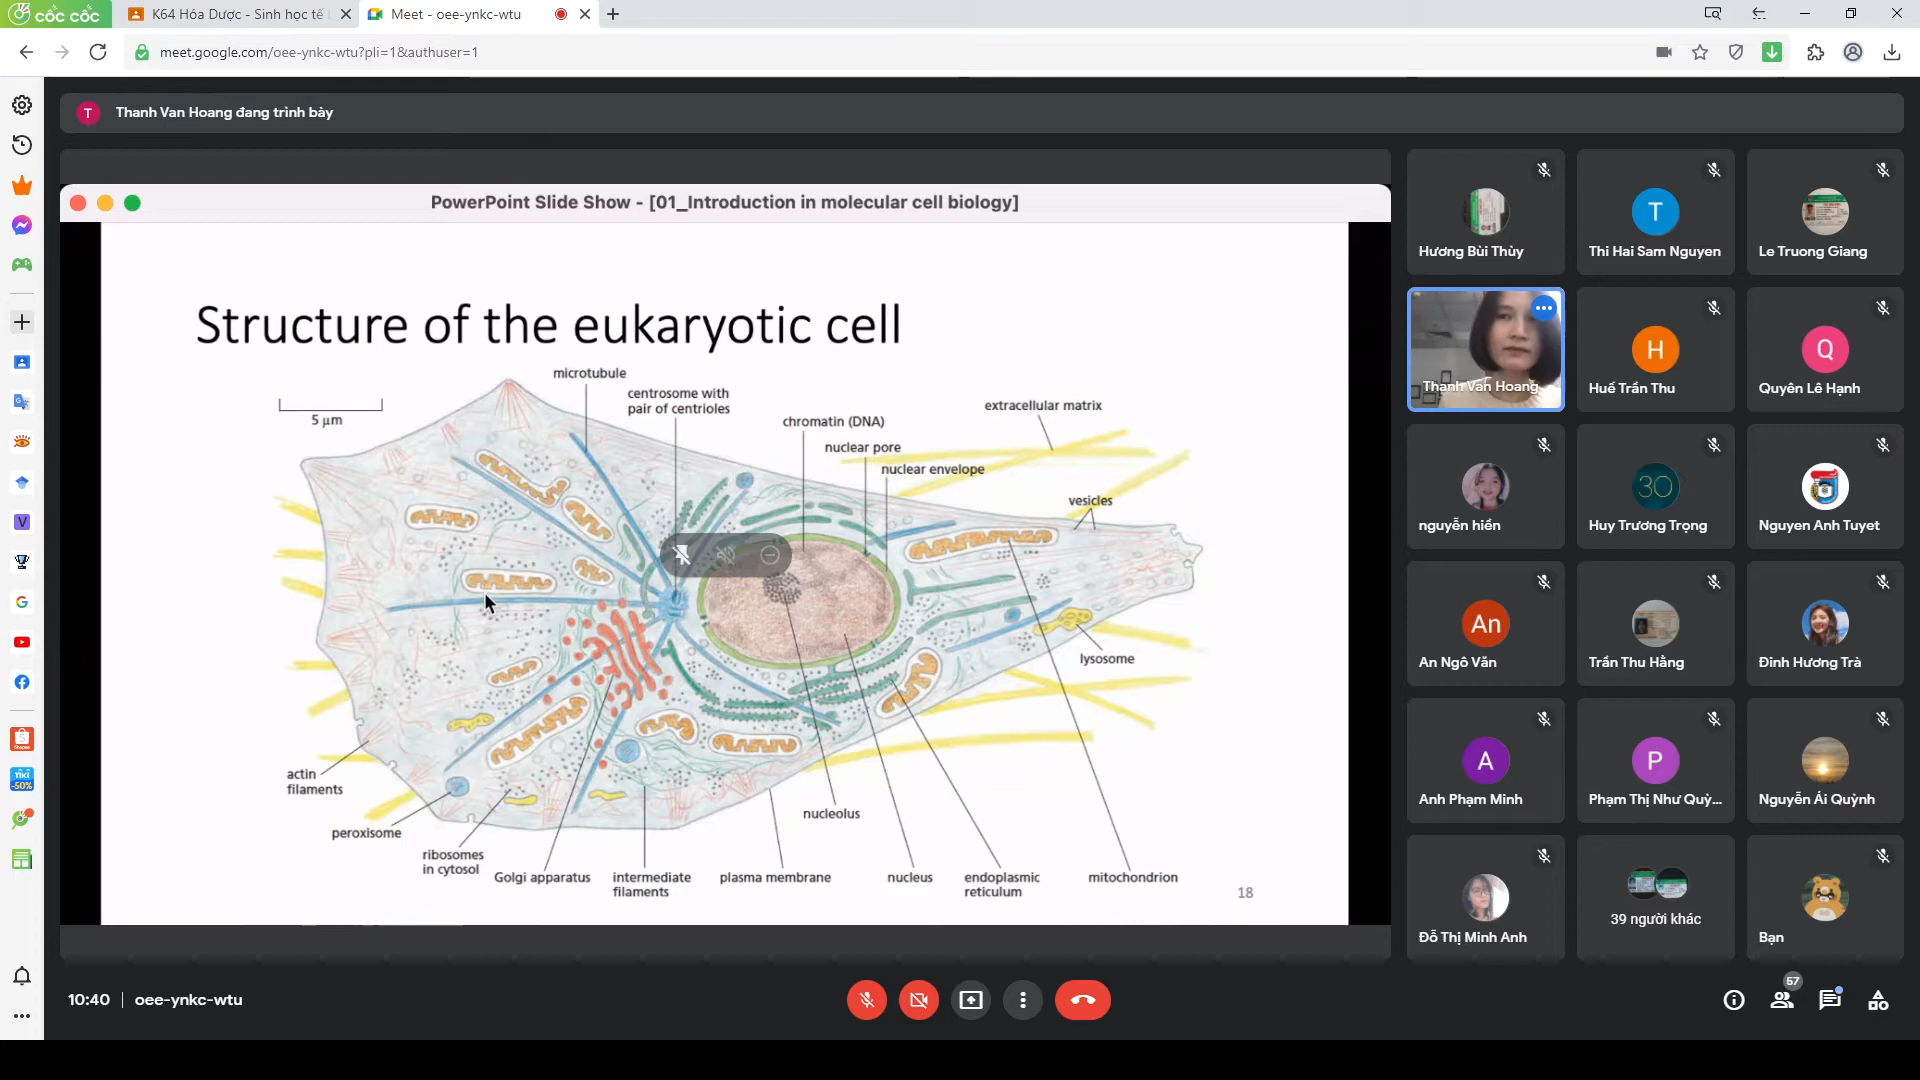 cốc cốc
K64 Hóa Dược - Sinh học tế
Meet - oee-ynkc-wtu
meet.google.com/oee-ynkc-wtu?pli=1&authuser=1
T
Thanh Van Hoang đang trình bày
PowerPoint Slide Show - [01_Introduction in molecular cell biology]
Structure of the eukaryotic cell
5 µm
microtubule
centrosome with
pair of centrioles
chromatin (DNA)
nuclear pore
nuclear envelope
extracellular matrix
vesicles
lysosome
actin
filaments
peroxisome
ribosomes
in cytosol
Golgi apparatus
intermediate
filaments
plasma membrane
nucleolus
nucleus
endoplasmic
reticulum
mitochondrion
18
Hương Bùi Thùy
T
Thi Hai Sam Nguyen
Le Truong Giang
Thanh Van Hoang
H
Huế Trần Thu
Q
Quyên Lê Hạnh
nguyễn hiền
30
Huy Trương Trọng
Nguyen Anh Tuyet
An
An Ngô Văn
Trần Thu Hằng
Đinh Hương Trà
A
Anh Phạm Minh
P
Phạm Thị Như Quỳ...
Nguyễn Ái Quỳnh
Đỗ Thị Minh Anh
39 người khác
Bạn
V
G
Shopee
TIKI
-50%
10:40 | oee-ynkc-wtu
57